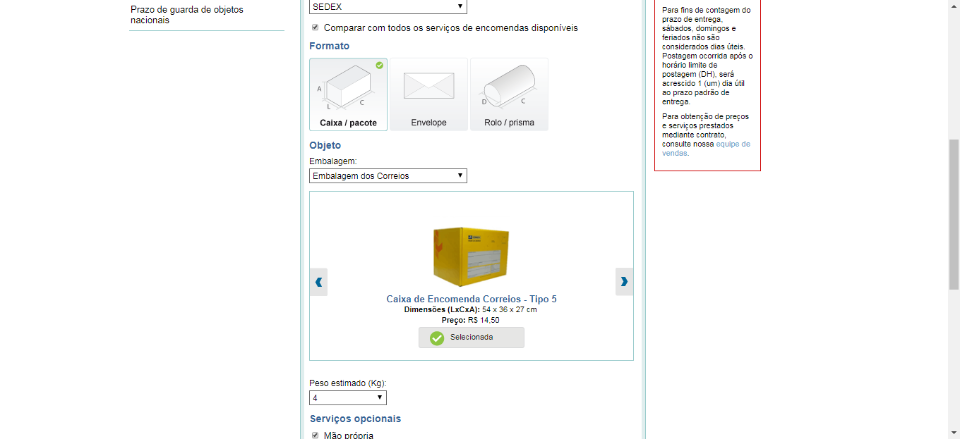 Prazo de guarda de objetos
nacionais
SEDEX
Comparar com todos os serviços de encomendas disponíveis
Formato
A
L
C
Caixa / pacote
Envelope
D
C
Rolo / prisma
Objeto
Embalagem:
Embalagem dos Correios
Caixa de Encomenda Correios - Tipo 5
Dimensões (LxCxA): 54 x 36 x 27 cm
Preço: R$ 14,50
Selecionada
Peso estimado (Kg):
4
Serviços opcionais
Mão própria
Para fins de contagem do
prazo de entrega,
sábados, domingos e
feriados não são
considerados dias úteis.
Postagem ocorrida após o
horário limite de
postagem (DH), será
acrescido 1 (um) dia útil
ao prazo padrão de
entrega.
Para obtenção de preços
e serviços prestados
mediante contrato,
consulte nossa equipe de
vendas.